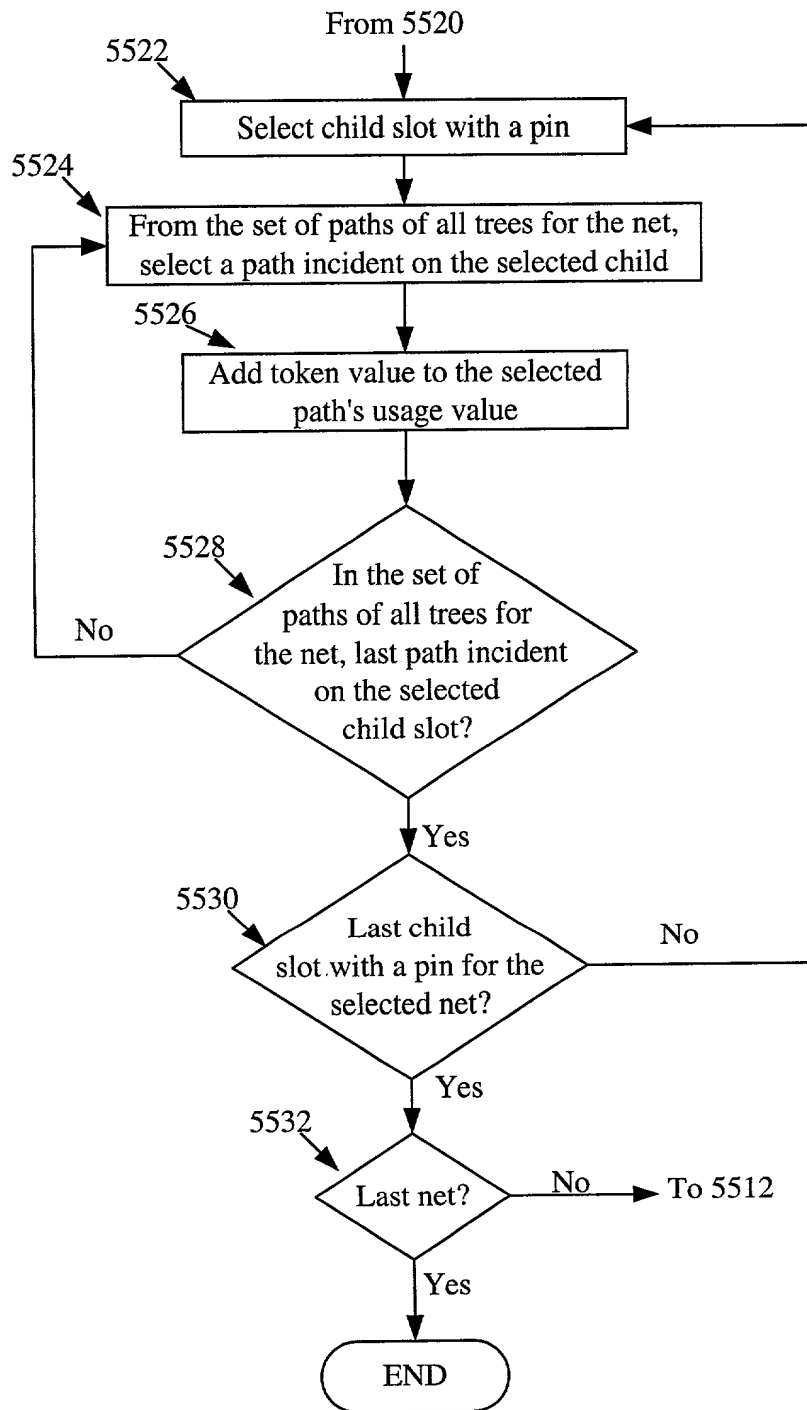 From 5520
5522
Select child slot with a pin
5524
From the set of paths of all trees for the net,
select a path incident on the selected child
5526
Add token value to the selected
path's usage value
5528
In the set of
paths of all trees for
the net, last path incident
on the selected
child slot?
No
Yes
5530
Last child
slot with a pin for the
selected net?
No
Yes
5532
Last net?
No
To 5512
Yes
END